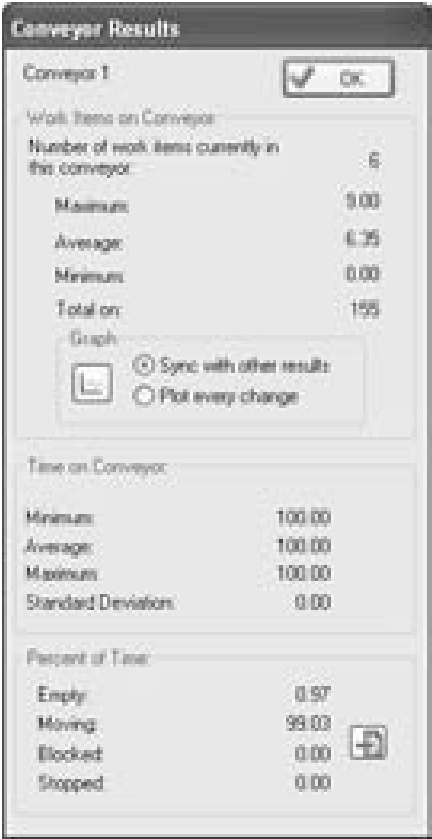 Conveyor Results
Conveyor 1
OK
Work Items on Conveyor
Number of work items currently in
this conveyor: 6
Maximum: 9.00
Average: 6.35
Minimum: 0.00
Total on: 155
Graph
Sync with other results
Plot every change
Time on Conveyor
Minimum: 100.00
Average: 100.00
Maximum: 100.00
Standard Deviation: 0.00
Percent of Time
Empty: 0.97
Moving: 99.03
Blocked: 0.00
Stopped: 0.00